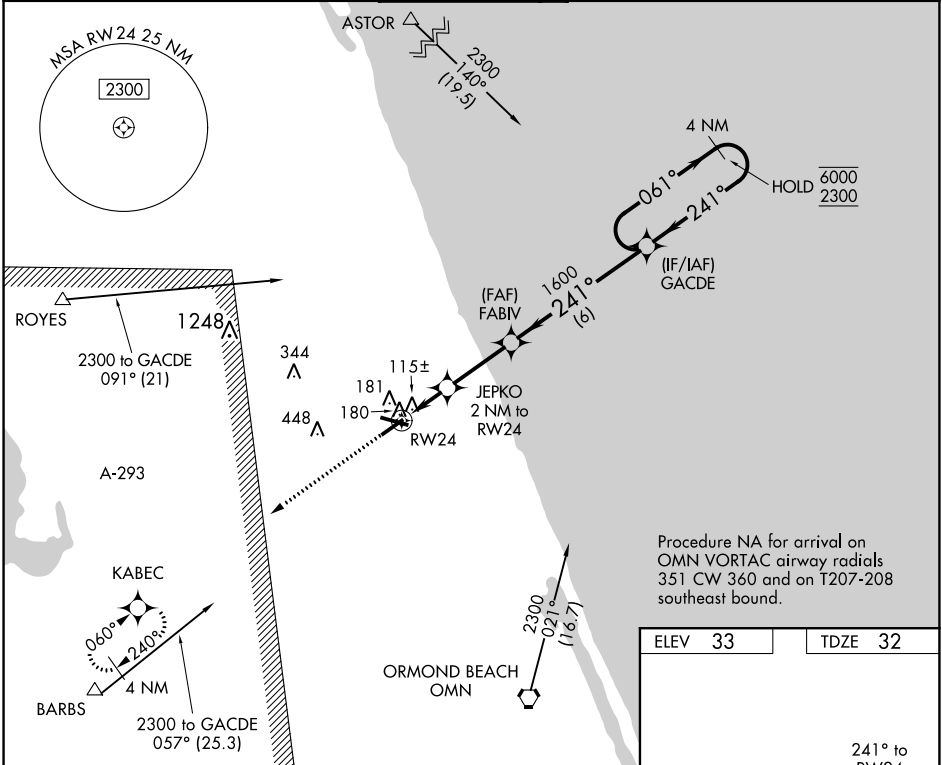 MSA RW24 25 NM
2300
ASTOR
2300
140°
(19.5)
4 NM
HOLD
6000
2300
061°
241°
(IF/IAF)
GACDE
1600
241°
(6)
(FAF)
FABIV
ROYES
2300 to GACDE
091° (21)
1248
344
448
181
115±
180
JEPKO
2 NM to
RW24
RW24
A-293
KABEC
060°
240°
4 NM
BARBS
2300 to GACDE
057° (25.3)
2300
021°
(16.7)
ORMOND BEACH
OMN
Procedure NA for arrival on
OMN VORTAC airway radials
351 CW 360 and on T207-208
southeast bound.
ELEV 33
TDZE 32
241° to
RW24